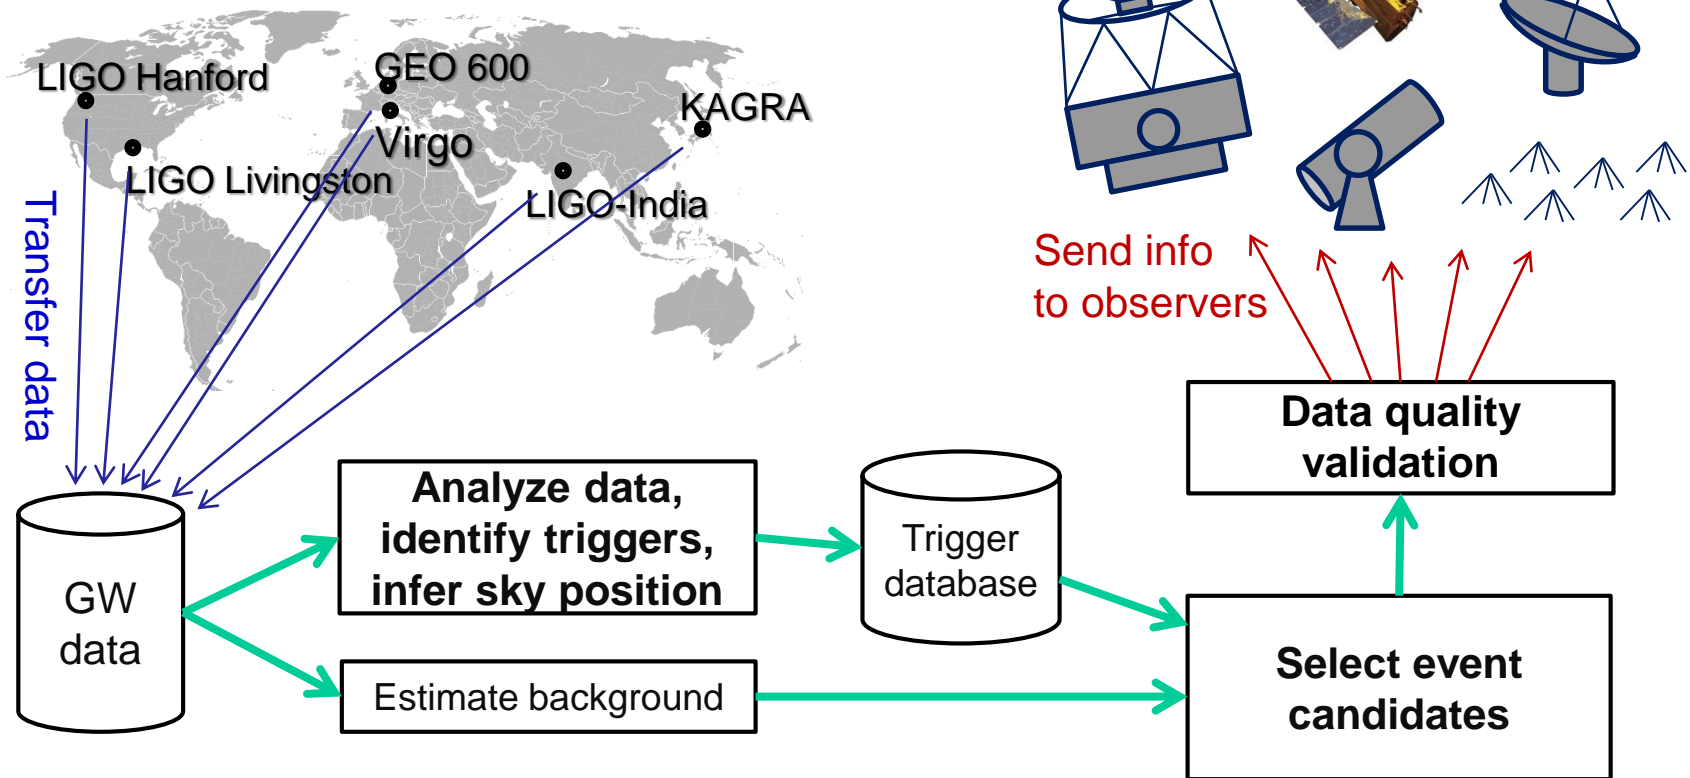 LIGO Hanford
GEO 600
KAGRA
Virgo
LIGO Livingston
LIGO-India
Transfer data
Send info
to observers
Data quality
validation
Analyze data,
identify triggers,
infer sky position
Trigger
database
GW
data
Estimate background
Select event
candidates